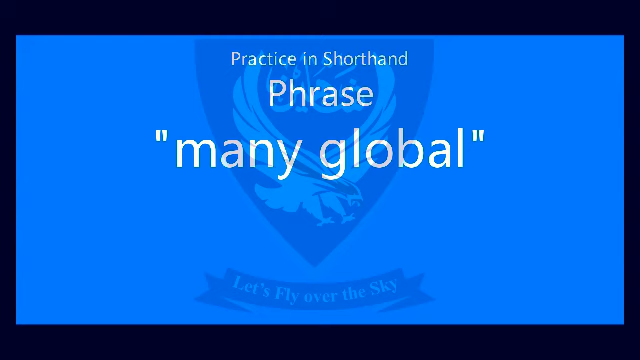 Practice in Shorthand
Phrase
"many global"
Let's Fly over the Sky